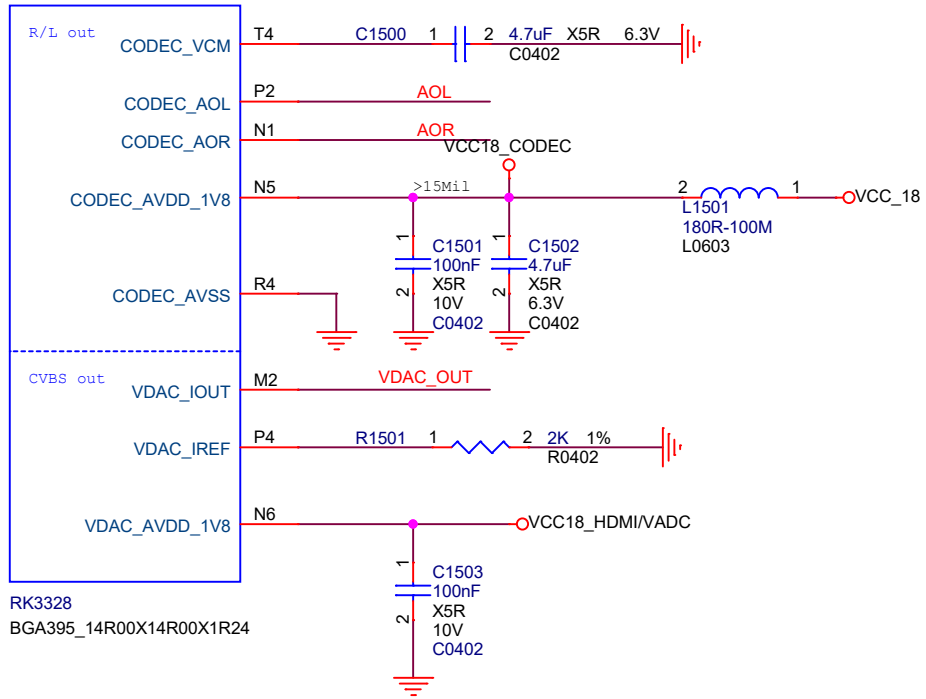 R/L out
CODEC_VCM T4 C1500 1 2 4.7uF X5R 6.3V
C0402
CODEC_AOL P2 AOL
CODEC_AOR N1 AOR
VCC18_CODEC
CODEC_AVDD_1V8 N5 >15Mil 2 1 VCC_18
L1501
180R-100M
L0603
1 C1501
100nF
2 X5R
10V
C0402
1 C1502
4.7uF
2 X5R
6.3V
C0402
CODEC_AVSS R4
CVBS out
VDAC_IOUT M2 VDAC_OUT
VDAC_IREF P4 R1501 1 2 2K 1%
R0402
VDAC_AVDD_1V8 N6 VCC18_HDMI/VADC
1 C1503
100nF
2 X5R
10V
C0402
RK3328
BGA395_14R00X14R00X1R24